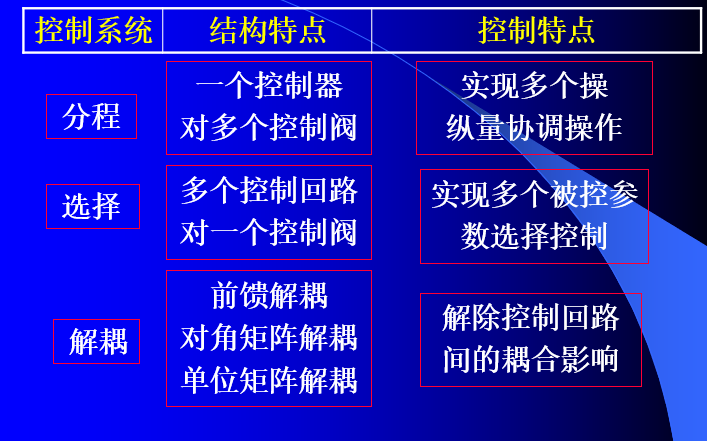 控制系统 结构特点 控制特点
分程
一个控制器
对多个控制阀
实现多个操
纵量协调操作
选择
多个控制回路
对一个控制阀
实现多个被控参
数选择控制
解耦
前馈解耦
对角矩阵解耦
单位矩阵解耦
解除控制回路
间的耦合影响